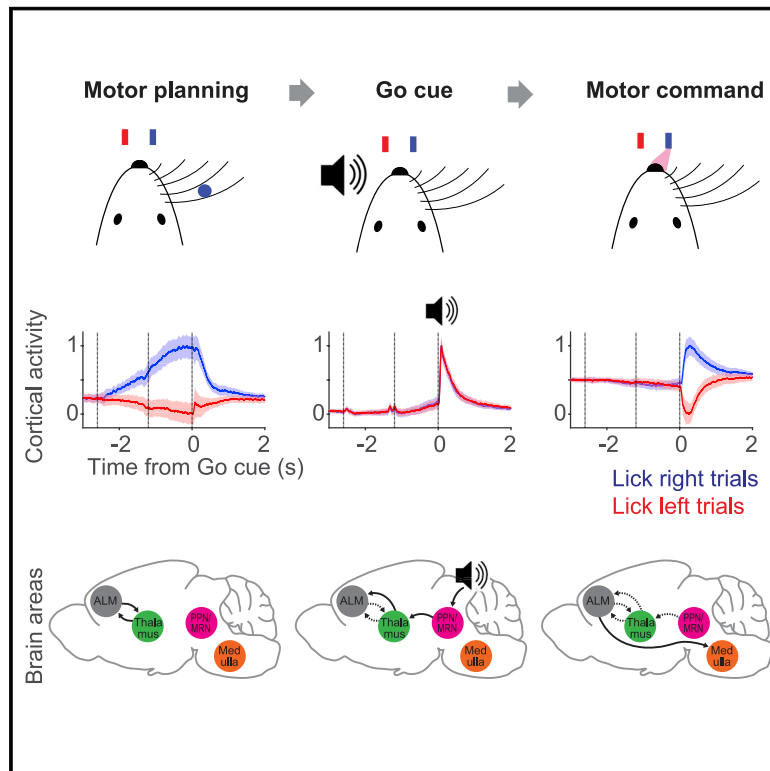 Motor planning
Go cue
Motor command
Cortical activity
1
0
-2
0
2
1
0
-2
0
2
1
0
-2
0
2
Time from Go cue (s)
Lick right trials
Lick left trials
Brain areas
ALM
Thala
mus
PPN/
MRN
Med
ulla
ALM
Thala
mus
PPN/
MRN
Med
ulla
ALM
Thala
mus
PPN/
MRN
Med
ulla